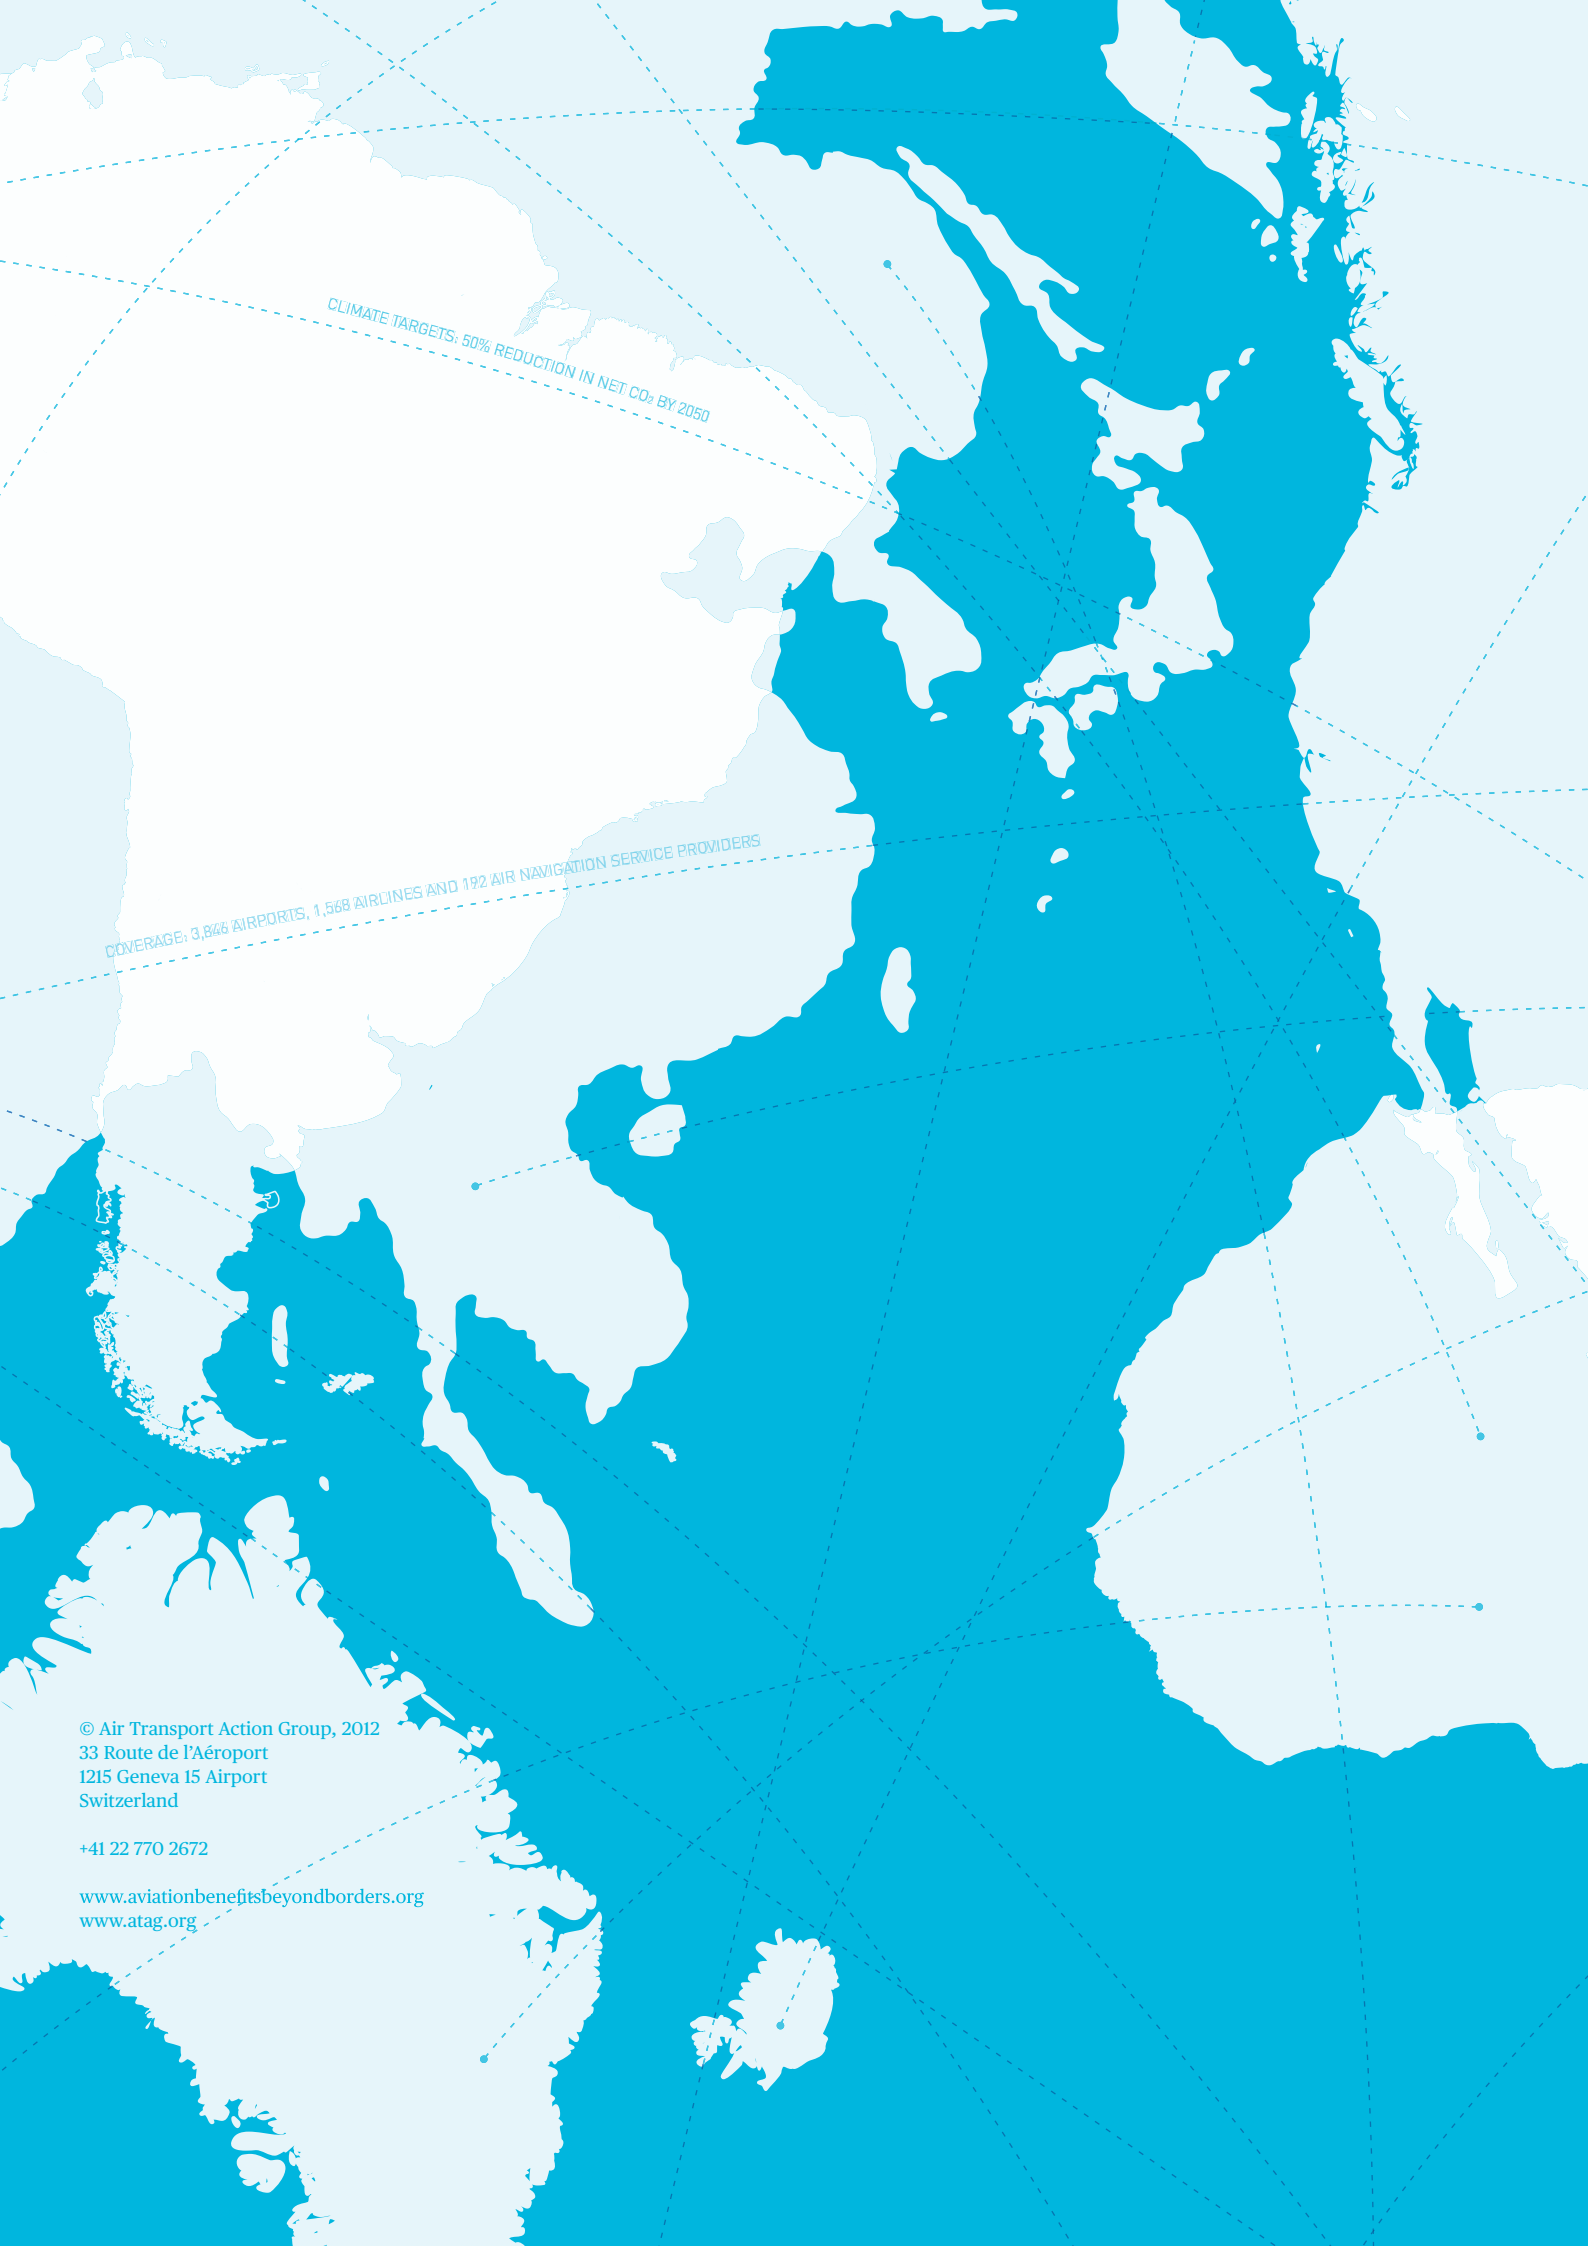 CLIMATE TARGETS: 50% REDUCTION IN NET CO₂ BY 2050
COVERAGE: 3,846 AIRPORTS, 1,568 AIRLINES AND 192 AIR NAVIGATION SERVICE PROVIDERS
© Air Transport Action Group, 2012
33 Route de l’Aéroport
1215 Geneva 15 Airport
Switzerland
+41 22 770 2672
www.aviationbenefitsbeyondborders.org
www.atag.org